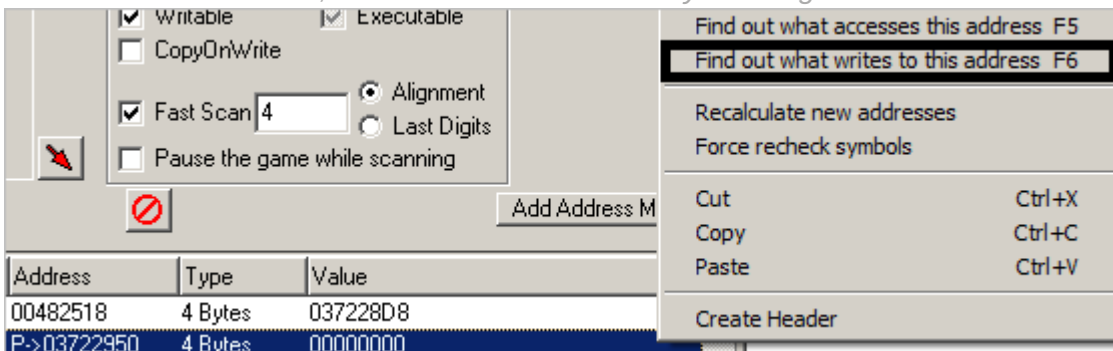 Writable Executable
CopyOnWrite
Fast Scan 4
Alignment
Last Digits
Pause the game while scanning
Add Address M
Address Type Value
00482518 4 Bytes 037228D8
P->03722950 4 Bytes 00000000
Find out what accesses this address F5
Find out what writes to this address F6
Recalculate new addresses
Force recheck symbols
Cut Ctrl+X
Copy Ctrl+C
Paste Ctrl+V
Create Header